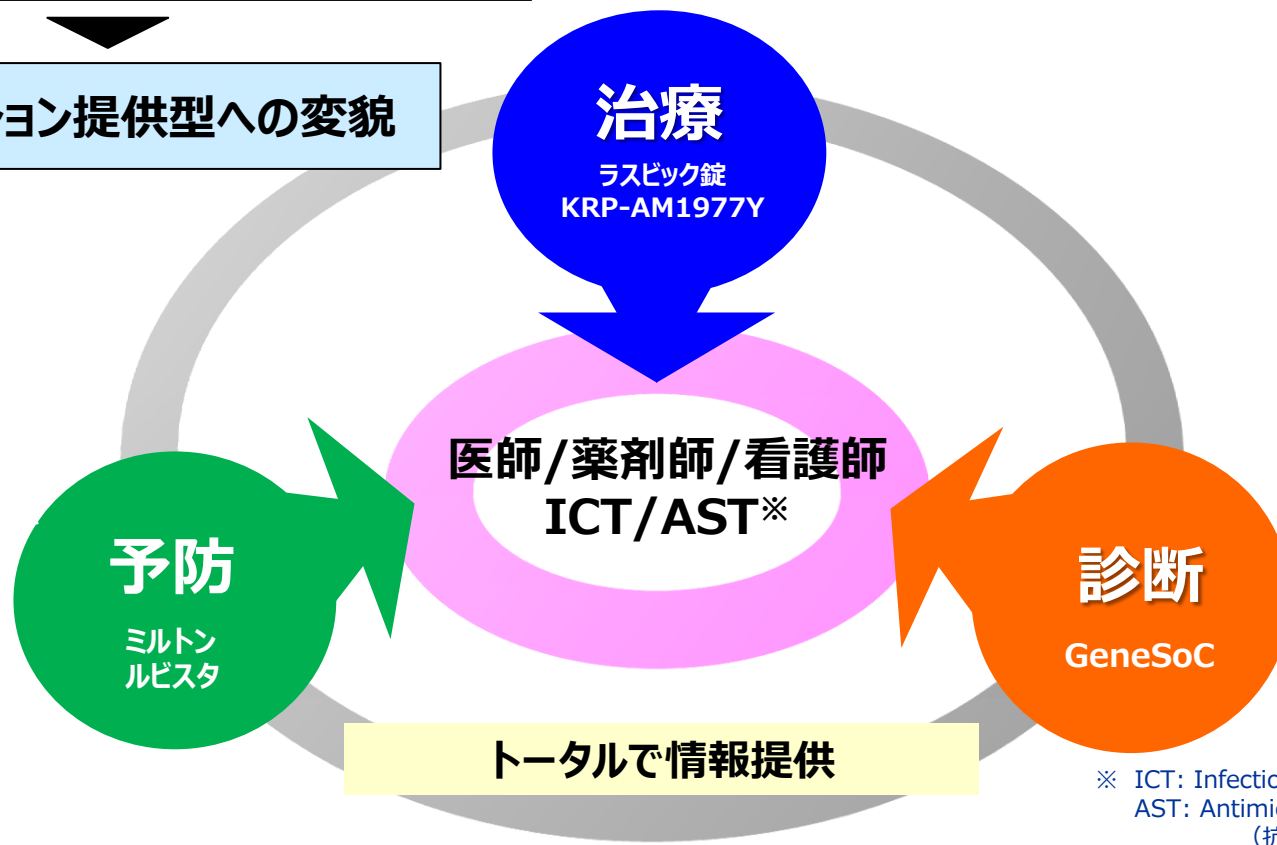 ョン提供型への変貌
治療
ラスビック錠
KRP-AM1977Y
医師/薬剤師/看護師
ICT/AST※
予防
ミルトン
ルビスタ
診断
GeneSoC
トータルで情報提供
※ ICT: Infectio
AST: Antimi
（抗